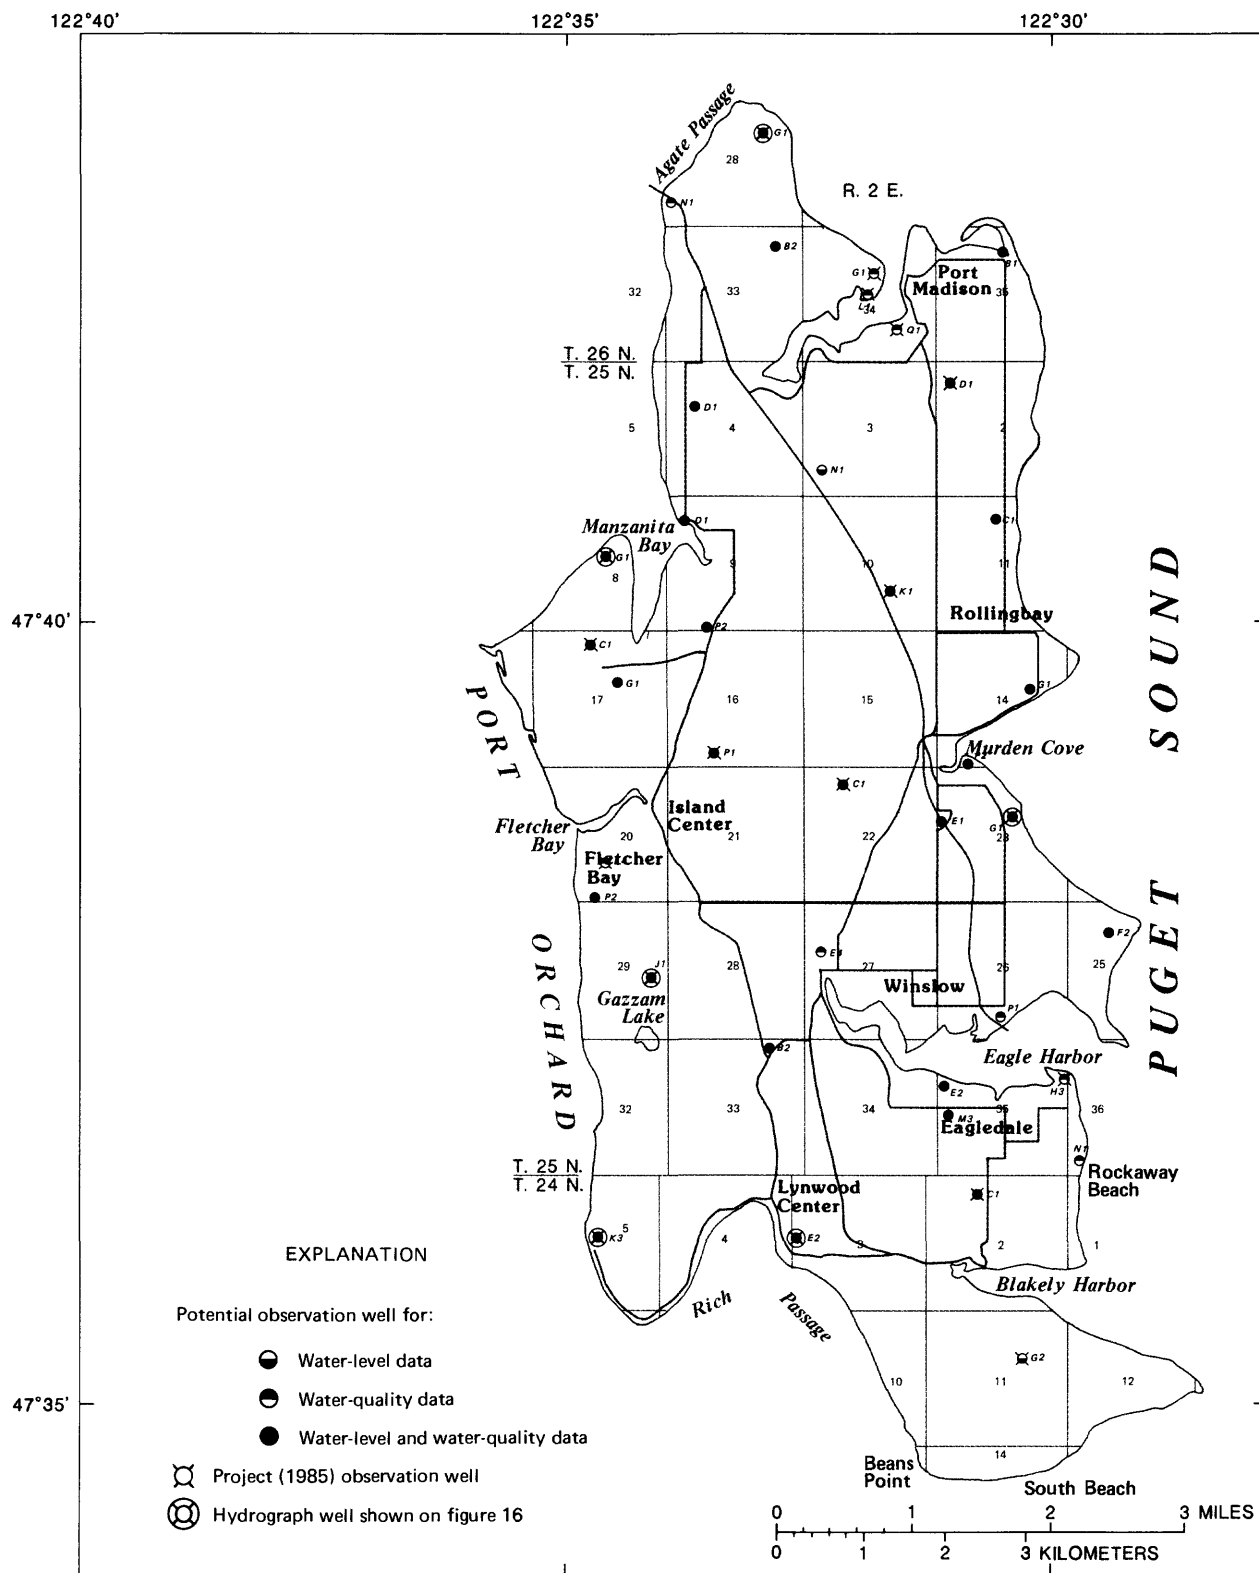 122°40'
122°35'
122°30'
Agate Passage
G1
28
R. 2 E.
N1
B2
B1
G1
Port
Madison
32
33
L1
34
35
Q1
T. 26 N.
T. 25 N.
D1
D1
5
4
3
2
N1
D1
C1
Manzanita
Bay
G1
8
9
10
11
K1
47°40'
Rollingbay
P2
C1
G1
G1
17
16
15
14
PORT
P1
Murden Cove
C1
Island
Center
Fletcher
Bay
20
21
22
E1
G1
23
Fletcher
Bay
P2
F2
E1
29
J1
28
27
26
25
Gazzam
Lake
Winslow
P1
ORCHARD
PUGET SOUND
B2
Eagle Harbor
H3
E2
32
33
34
35
36
M3
Eagledale
N1
T. 25 N.
T. 24 N.
Rockaway
Beach
Lynwood
Center
C1
K3
5
4
E2
3
2
1
Blakely Harbor
Rich Passage
G2
10
11
12
47°35'
14
Beans
Point
South Beach
EXPLANATION
Potential observation well for:
Water-level data
Water-quality data
Water-level and water-quality data
Project (1985) observation well
Hydrograph well shown on figure 16
0 1 2 3 MILES
0 1 2 3 KILOMETERS